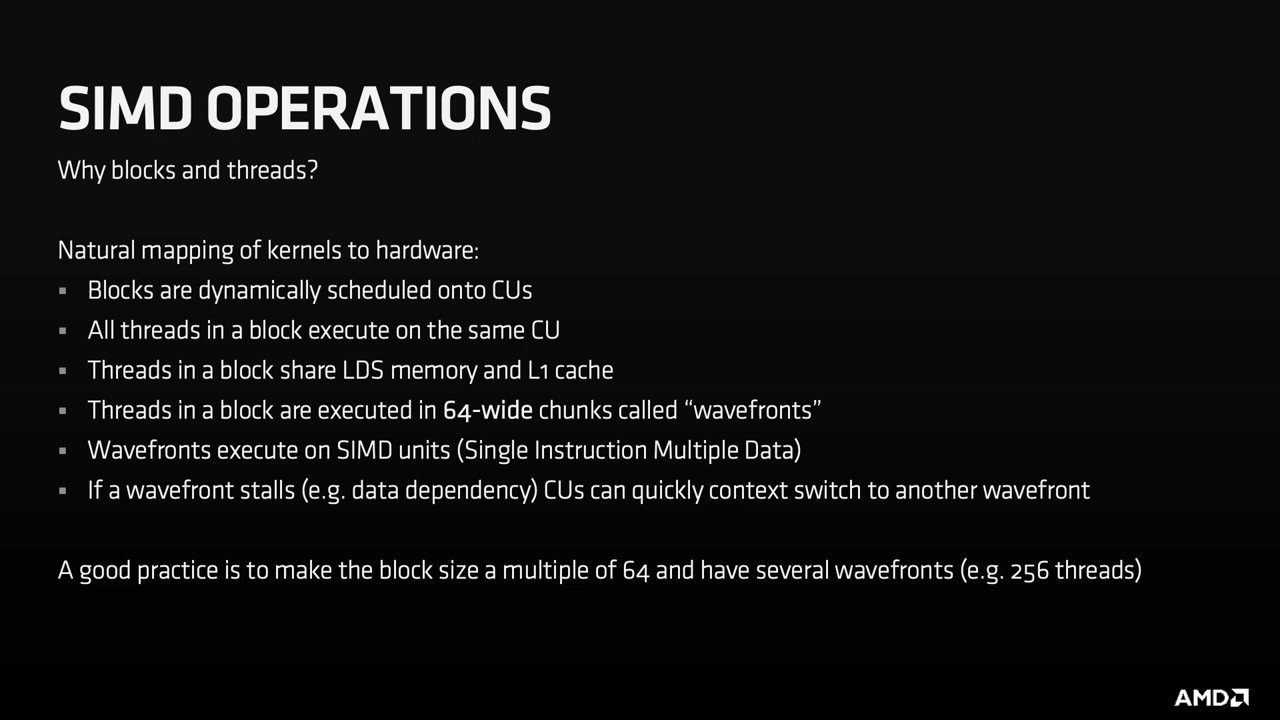 SIMD OPERATIONS
Why blocks and threads?
Natural mapping of kernels to hardware:
▪ Blocks are dynamically scheduled onto CUs
▪ All threads in a block execute on the same CU
▪ Threads in a block share LDS memory and L1 cache
▪ Threads in a block are executed in 64-wide chunks called “wavefronts”
▪ Wavefronts execute on SIMD units (Single Instruction Multiple Data)
▪ If a wavefront stalls (e.g. data dependency) CUs can quickly context switch to another wavefront
A good practice is to make the block size a multiple of 64 and have several wavefronts (e.g. 256 threads)
AMD